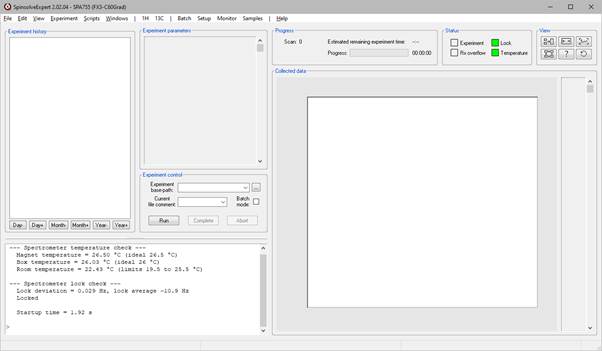 SpinsolveExpert 2.02.04 - SPA755 (FX3-C60Grad)
File Edit View Experiment Scripts Windows | 1H 13C | Batch Setup Monitor Samples | Help
Experiment history
Day- Day+ Month- Month+ Year- Year+
Experiment parameters
Experiment control
Experiment
base-path:
...
Current
file comment:
Batch
mode:
Run Complete Abort
Progress
Scan: 0 Estimated remaining experiment time: ---
Progress: 00:00:00
Status
Experiment Lock
Rx overflow Temperature
View
?
Collected data
--- Spectrometer temperature check ---
Magnet temperature = 26.50 °C (ideal 26.5 °C)
Box temperature = 26.03 °C (ideal 26 °C)
Room temperature = 22.43 °C (limits 19.5 to 25.5 °C)
--- Spectrometer lock check ---
Lock deviation = 0.029 Hz, lock average -10.9 Hz
Locked
Startup time = 1.92 s
>